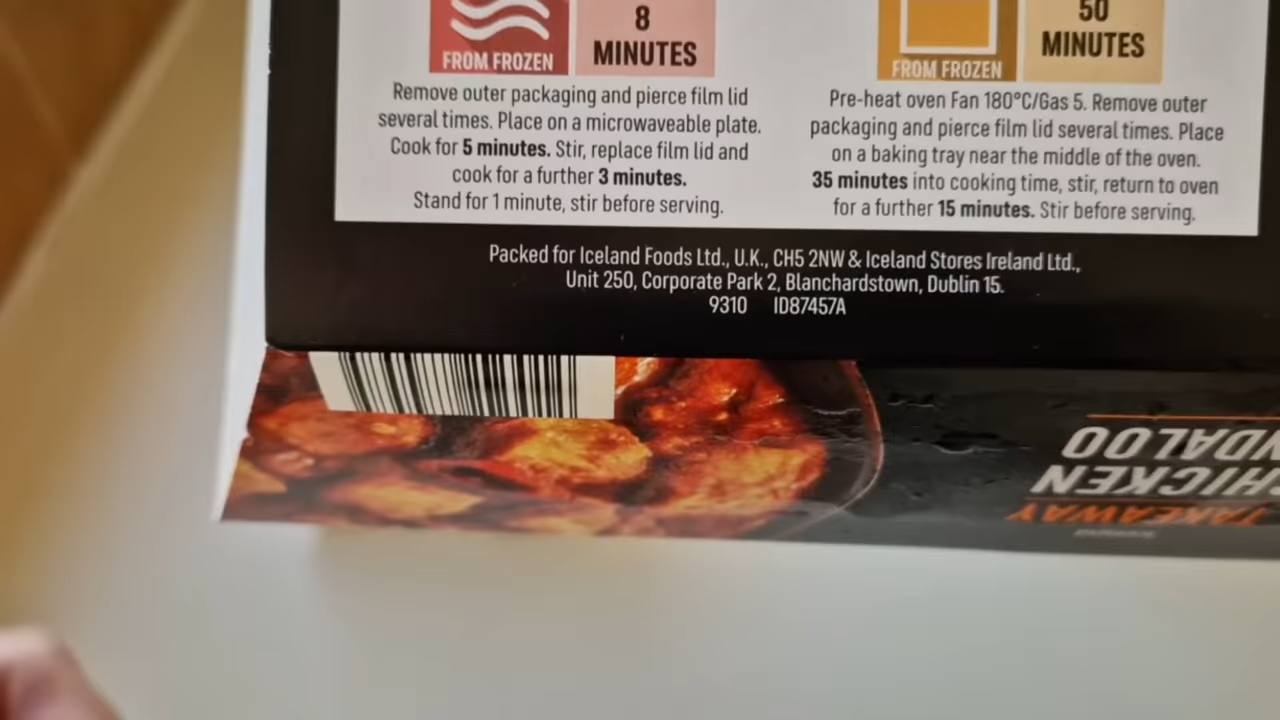 8
MINUTES
FROM FROZEN
Remove outer packaging and pierce film lid
several times. Place on a microwaveable plate.
Cook for 5 minutes. Stir, replace film lid and
cook for a further 3 minutes.
Stand for 1 minute, stir before serving.
50
MINUTES
FROM FROZEN
Pre-heat oven Fan 180°C/Gas 5. Remove outer
packaging and pierce film lid several times. Place
on a baking tray near the middle of the oven.
35 minutes into cooking time, stir, return to oven
for a further 15 minutes. Stir before serving.
Packed for Iceland Foods Ltd., U.K., CH5 2NW & Iceland Stores Ireland Ltd.,
Unit 250, Corporate Park 2, Blanchardstown, Dublin 15.
9310 ID87457A
TAKEAWAY
HICKEN
NDALOO